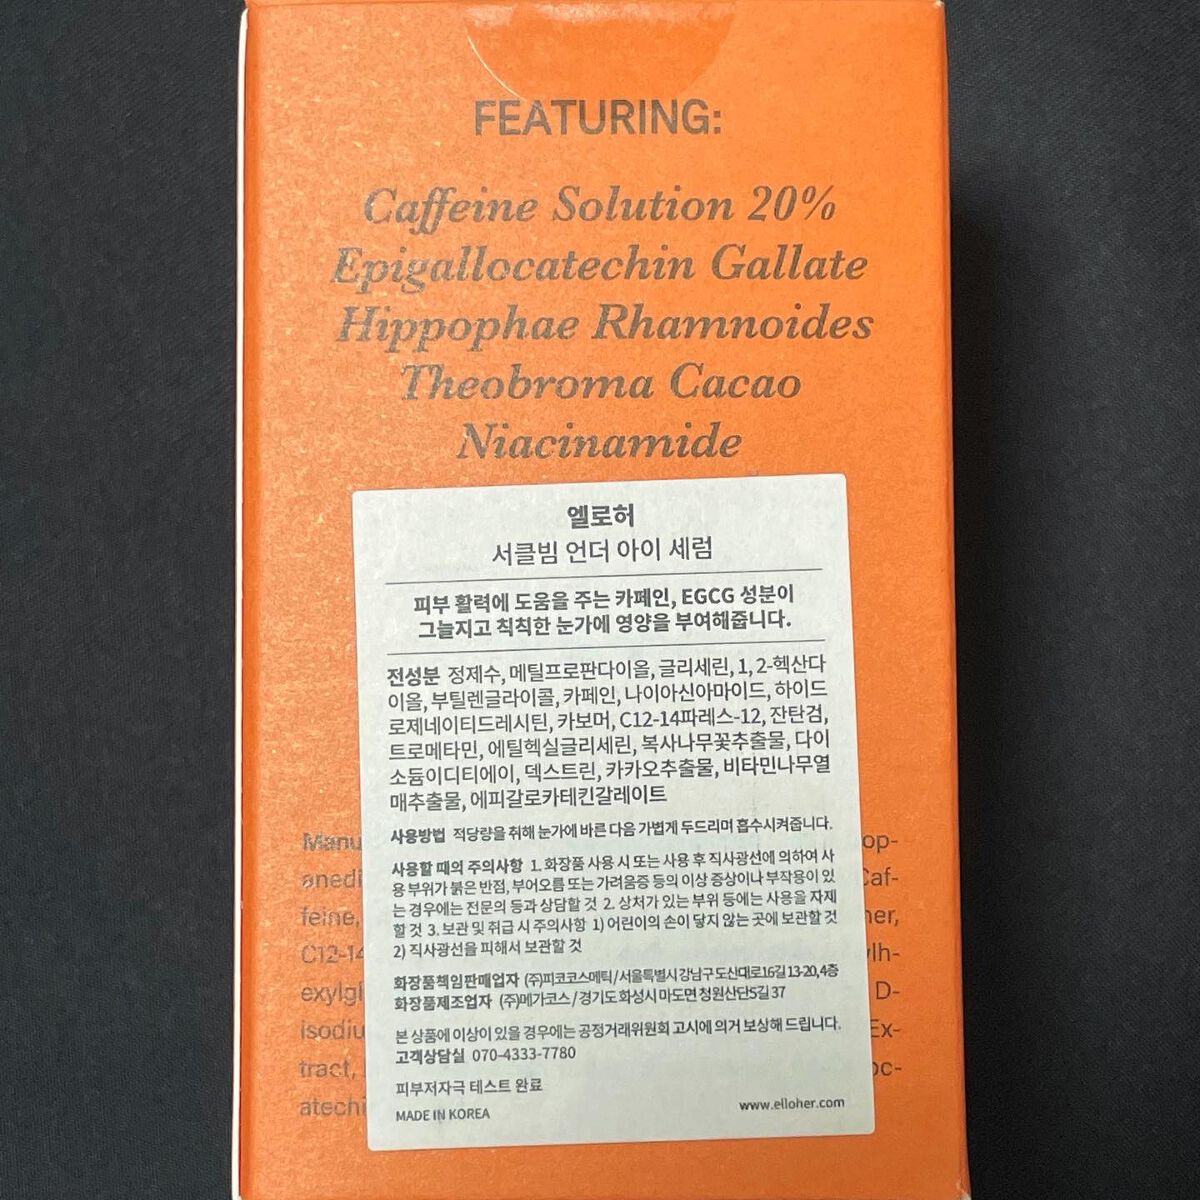 FEATURING:
Caffeine Solution 20%
Epigallocatechin Gallate
Hippophae Rhamnoides
Theobroma Cacao
Niacinamide
엘로허
서클빔 언더 아이 세럼
피부 활력에 도움을 주는 카페인, EGCG 성분이
그늘지고 칙칙한 눈가에 영양을 부여해줍니다.
전성분 정제수, 메틸프로판다이올, 글리세린, 1, 2-헥산다
이올, 부틸렌글라이콜, 카페인, 나이아신아마이드, 하이드
로제네이티드레시틴, 카보머, C12-14파레스-12, 잔탄검,
트로메타민, 에틸헥실글리세린, 복사나무꽃추출물, 다이
소듐이디티에이, 덱스트린, 카카오추출물, 비타민나무열
매추출물, 에피갈로카테킨갈레이트
사용방법 적당량을 취해 눈가에 바른 다음 가볍게 두드리며 흡수시켜줍니다.
사용할 때의 주의사항 1. 화장품 사용 시 또는 사용 후 직사광선에 의하여 사
용 부위가 붉은 반점, 부어오름 또는 가려움증 등의 이상 증상이나 부작용이 있
는 경우에는 전문의 등과 상담할 것 2. 상처가 있는 부위 등에는 사용을 자제
할 것 3. 보관 및 취급 시 주의사항 1) 어린이의 손이 닿지 않는 곳에 보관할 것
2) 직사광선을 피해서 보관할 것
화장품책임판매업자 (주)피코코스메틱 / 서울특별시 강남구 도산대로16길 13-20, 4층
화장품제조업자 (주)메가코스 / 경기도 화성시 마도면 청원산단5길 37
본 상품에 이상이 있을 경우에는 공정거래위원회 고시에 의거 보상해 드립니다.
고객상담실 070-4333-7780
피부저자극 테스트 완료
MADE IN KOREA www.elloher.com
Manu op-
anedi Caf-
feine, ner,
C12-14 ylh-
exylgl D-
isodiu Ex-
tract, oc-
atechi